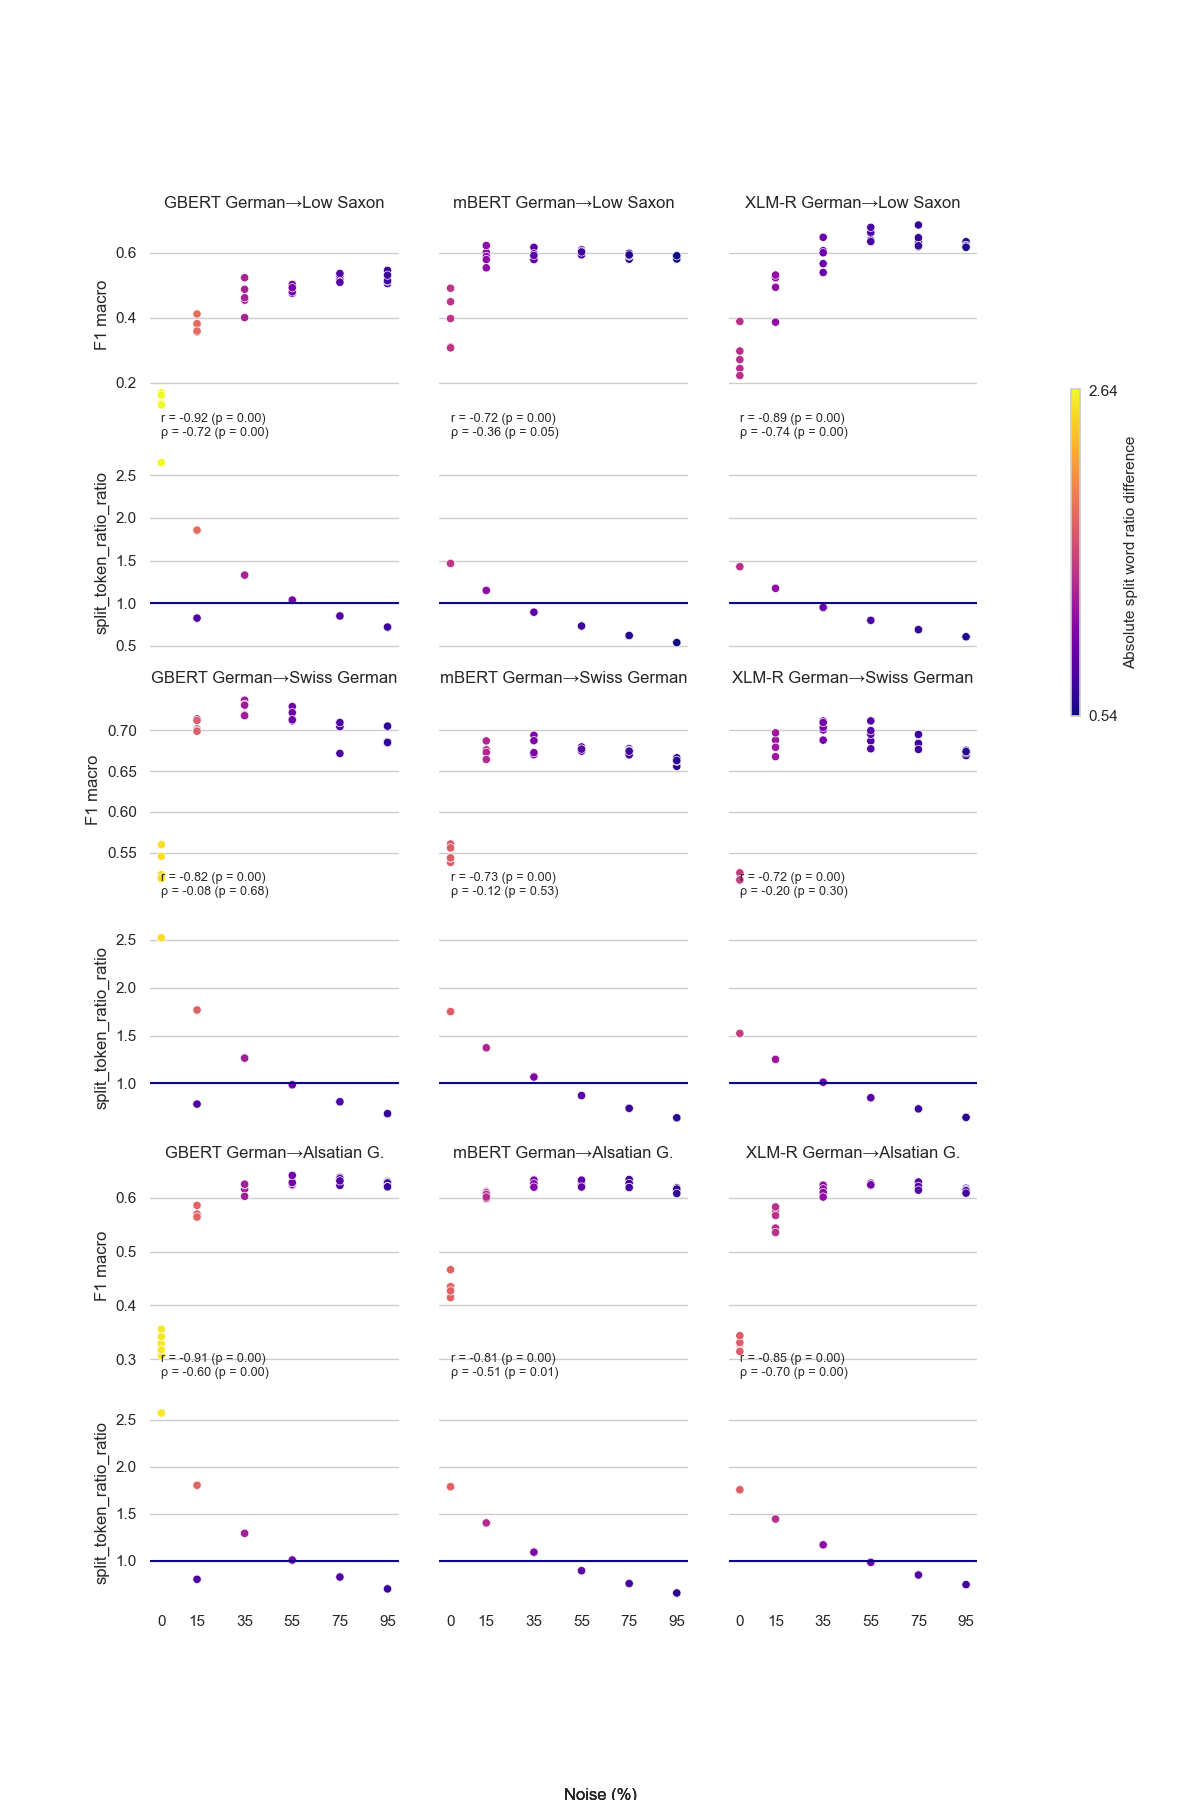 GBERT German→Low Saxon
mBERT German→Low Saxon
XLM-R German→Low Saxon
F1 macro
0.6
0.4
0.2
r = -0.92 (p = 0.00)
ρ = -0.72 (p = 0.00)
r = -0.72 (p = 0.00)
ρ = -0.36 (p = 0.05)
r = -0.89 (p = 0.00)
ρ = -0.74 (p = 0.00)
split_token_ratio_ratio
2.5
2.0
1.5
1.0
0.5
2.64
Absolute split word ratio difference
0.54
GBERT German→Swiss German
mBERT German→Swiss German
XLM-R German→Swiss German
F1 macro
0.70
0.65
0.60
0.55
r = -0.82 (p = 0.00)
ρ = -0.08 (p = 0.68)
r = -0.73 (p = 0.00)
ρ = -0.12 (p = 0.53)
r = -0.72 (p = 0.00)
ρ = -0.20 (p = 0.30)
split_token_ratio_ratio
2.5
2.0
1.5
1.0
GBERT German→Alsatian G.
mBERT German→Alsatian G.
XLM-R German→Alsatian G.
F1 macro
0.6
0.5
0.4
0.3
r = -0.91 (p = 0.00)
ρ = -0.60 (p = 0.00)
r = -0.81 (p = 0.00)
ρ = -0.51 (p = 0.01)
r = -0.85 (p = 0.00)
ρ = -0.70 (p = 0.00)
split_token_ratio_ratio
2.5
2.0
1.5
1.0
0 15 35 55 75 95
0 15 35 55 75 95
0 15 35 55 75 95
Noise (%)